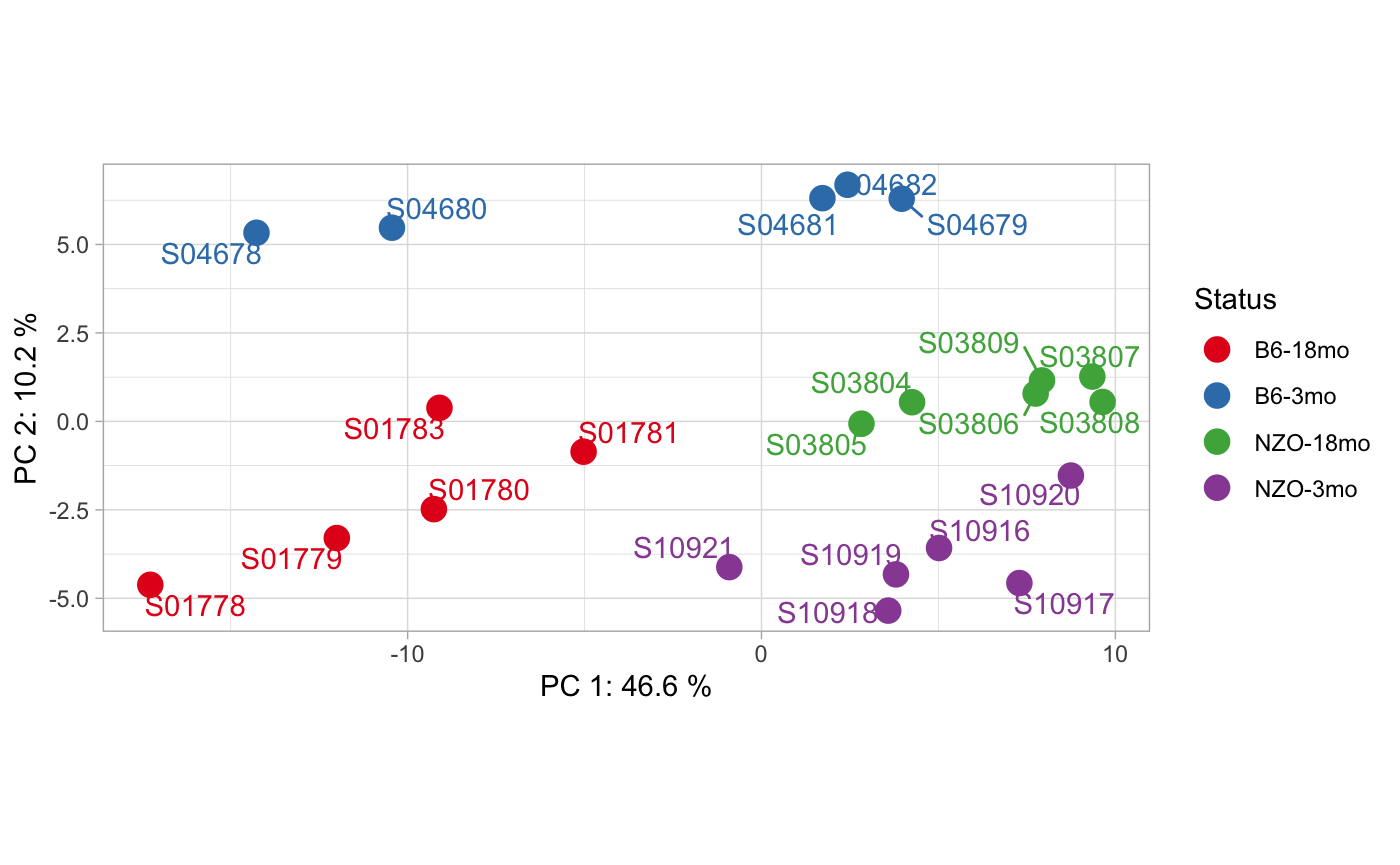 S04680
S04678
04682
S04681
S04679
S03809
S03807
S03804
S03806
S03808
S03805
S01783
S01781
S01780
S01779
S01778
S10920
S10916
S10921
S10919
S10918
S10917
5.0
2.5
0.0
-2.5
-5.0
-10
0
10
PC 1: 46.6 %
PC 2: 10.2 %
Status
B6-18mo
B6-3mo
NZO-18mo
NZO-3mo